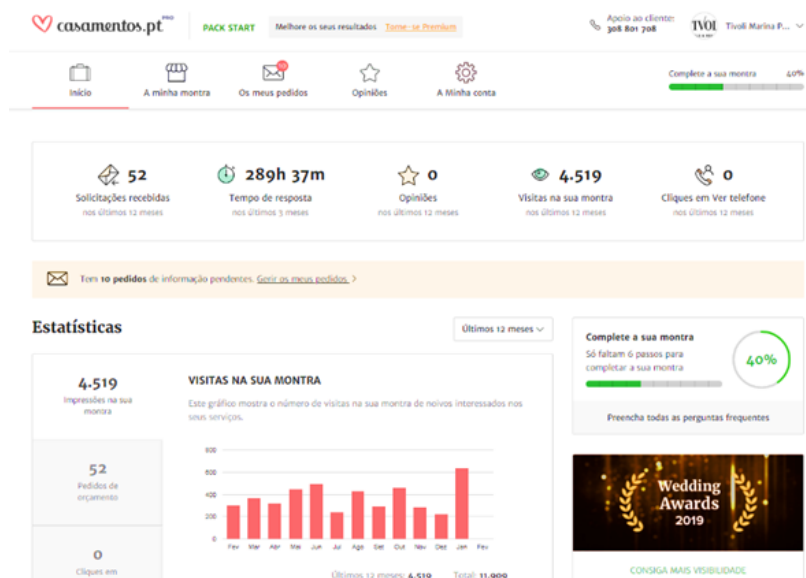 casamentos.pt PRO
PACK START
Melhore os seus resultados Torne-se Premium
Apoio ao cliente:
308 801 708
TIVOLI
Tivoli Marina P...
Início
A minha montra
Os meus pedidos
10
Opiniões
A Minha conta
Complete a sua montra 40%
52
Solicitações recebidas
nos últimos 12 meses
289h 37m
Tempo de resposta
nos últimos 3 meses
0
Opiniões
nos últimos 12 meses
4.519
Visitas na sua montra
nos últimos 12 meses
0
Cliques em Ver telefone
nos últimos 12 meses
Tem 10 pedidos de informação pendentes. Gerir os meus pedidos >
Estatísticas
Últimos 12 meses
4.519
Impressões na sua
montra
52
Pedidos de
orçamento
0
Cliques em
VISITAS NA SUA MONTRA
Este gráfico mostra o número de visitas na sua montra de noivos interessados nos
seus serviços.
800
600
400
200
0
Fev Mar Abr Mai Jun Jul Ago Set Out Nov Dez Jan Fev
Últimos 12 meses: 4.519 Total: 11.909
Complete a sua montra
Só faltam 6 passos para
completar a sua montra
40%
Preencha todas as perguntas frequentes
Wedding
Awards
2019
CONSIGA MAIS VISIBILIDADE